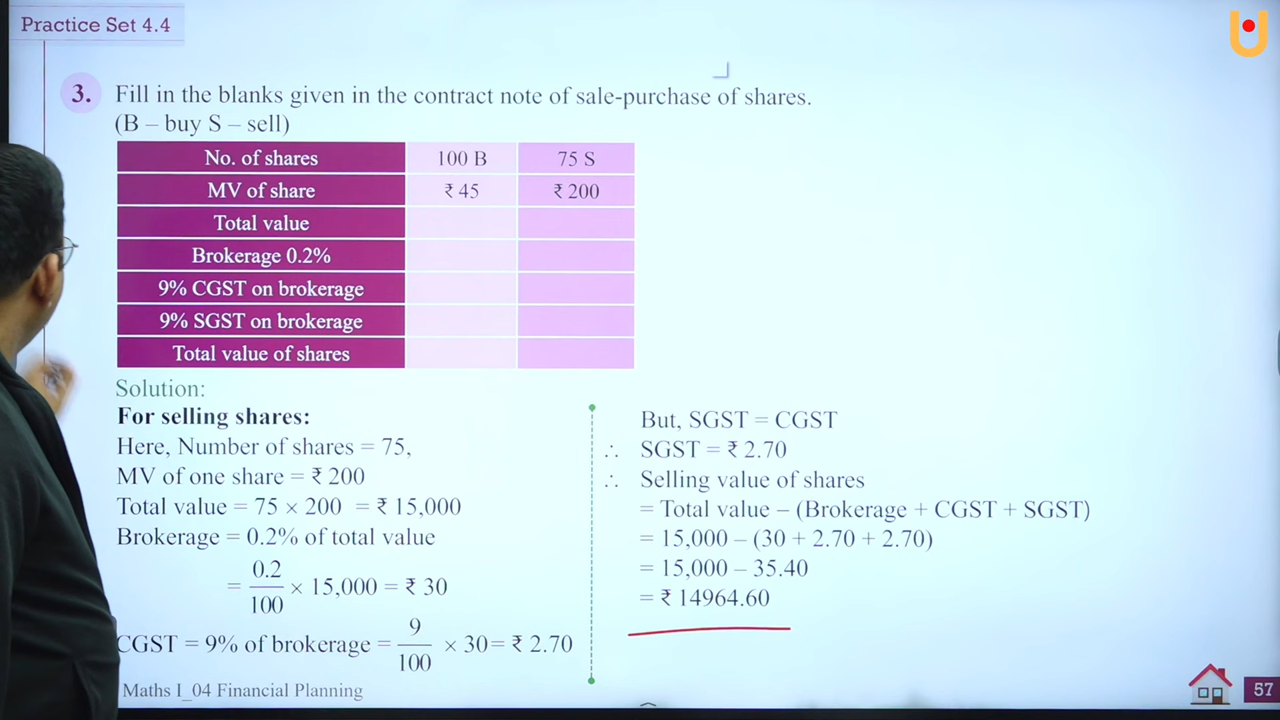 Practice Set 4.4
3. Fill in the blanks given in the contract note of sale-purchase of shares.
(B – buy S – sell)
No. of shares 100 B 75 S
MV of share ₹ 45 ₹ 200
Total value
Brokerage 0.2%
9% CGST on brokerage
9% SGST on brokerage
Total value of shares
Solution:
For selling shares:
Here, Number of shares = 75,
MV of one share = ₹ 200
Total value = 75 × 200 = ₹ 15,000
Brokerage = 0.2% of total value
= 0.2/100 × 15,000 = ₹ 30
CGST = 9% of brokerage = 9/100 × 30 = ₹ 2.70
But, SGST = CGST
∴ SGST = ₹ 2.70
∴ Selling value of shares
= Total value – (Brokerage + CGST + SGST)
= 15,000 – (30 + 2.70 + 2.70)
= 15,000 – 35.40
= ₹ 14964.60
Maths I_04 Financial Planning
57